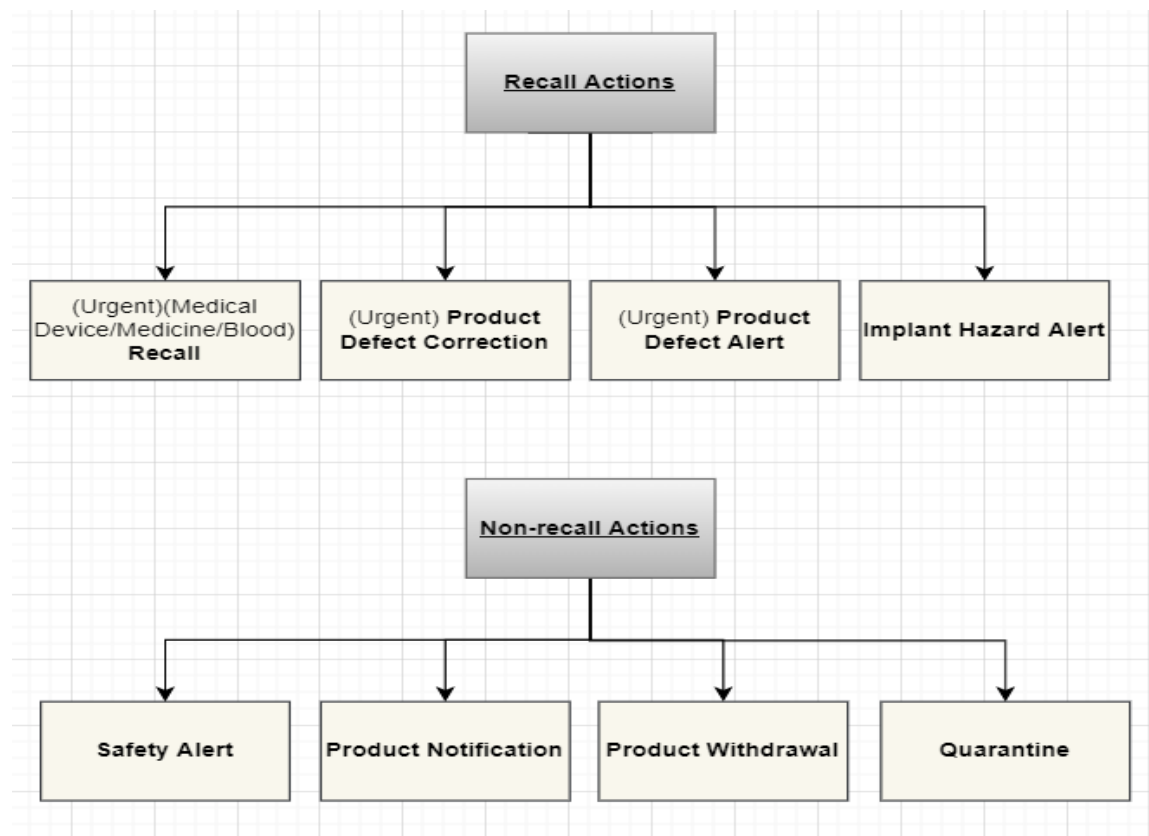 Recall Actions
(Urgent)(Medical
Device/Medicine/Blood)
Recall
(Urgent) Product
Defect Correction
(Urgent) Product
Defect Alert
Implant Hazard Alert
Non-recall Actions
Safety Alert
Product Notification
Product Withdrawal
Quarantine